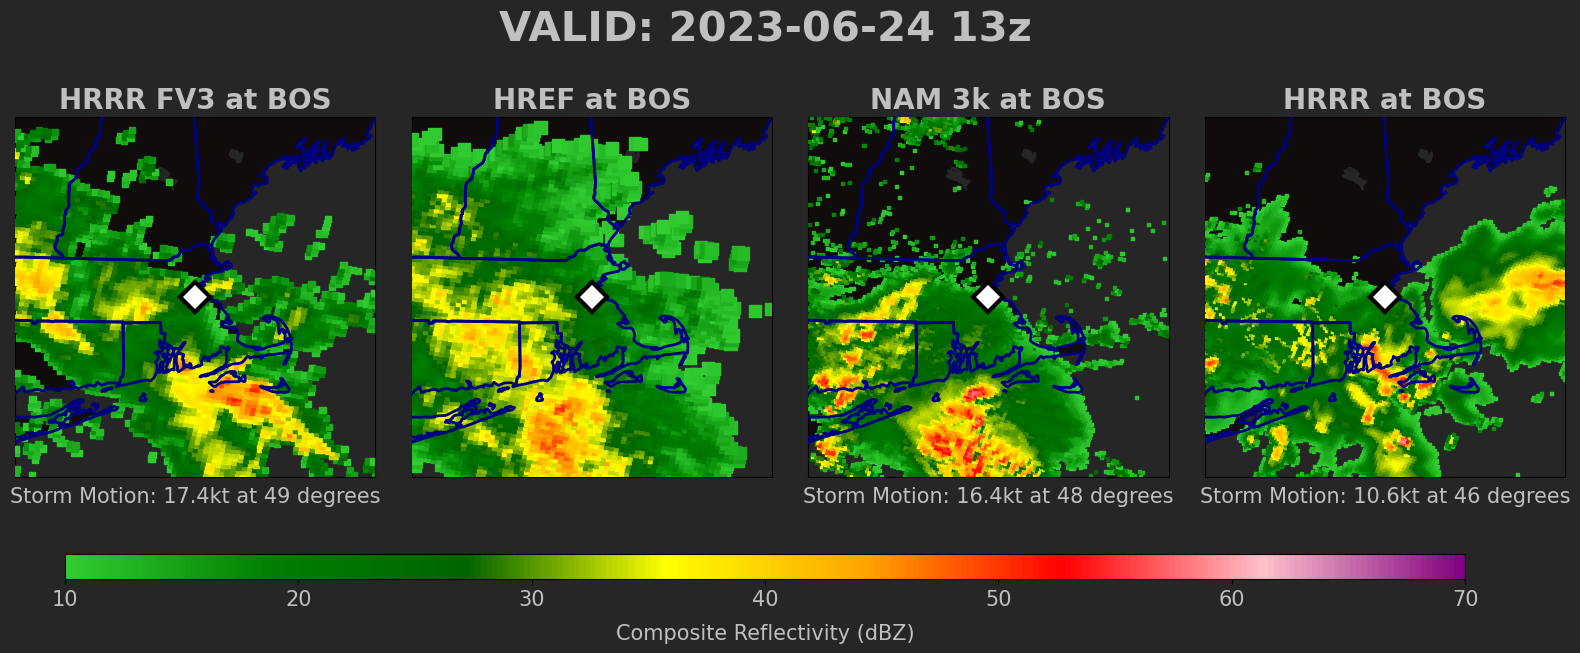 VALID: 2023-06-24 13z
HRRR FV3 at BOS
HREF at BOS
NAM 3k at BOS
HRRR at BOS
Storm Motion: 17.4kt at 49 degrees
Storm Motion: 16.4kt at 48 degrees
Storm Motion: 10.6kt at 46 degrees
10 20 30 40 50 60 70
Composite Reflectivity (dBZ)